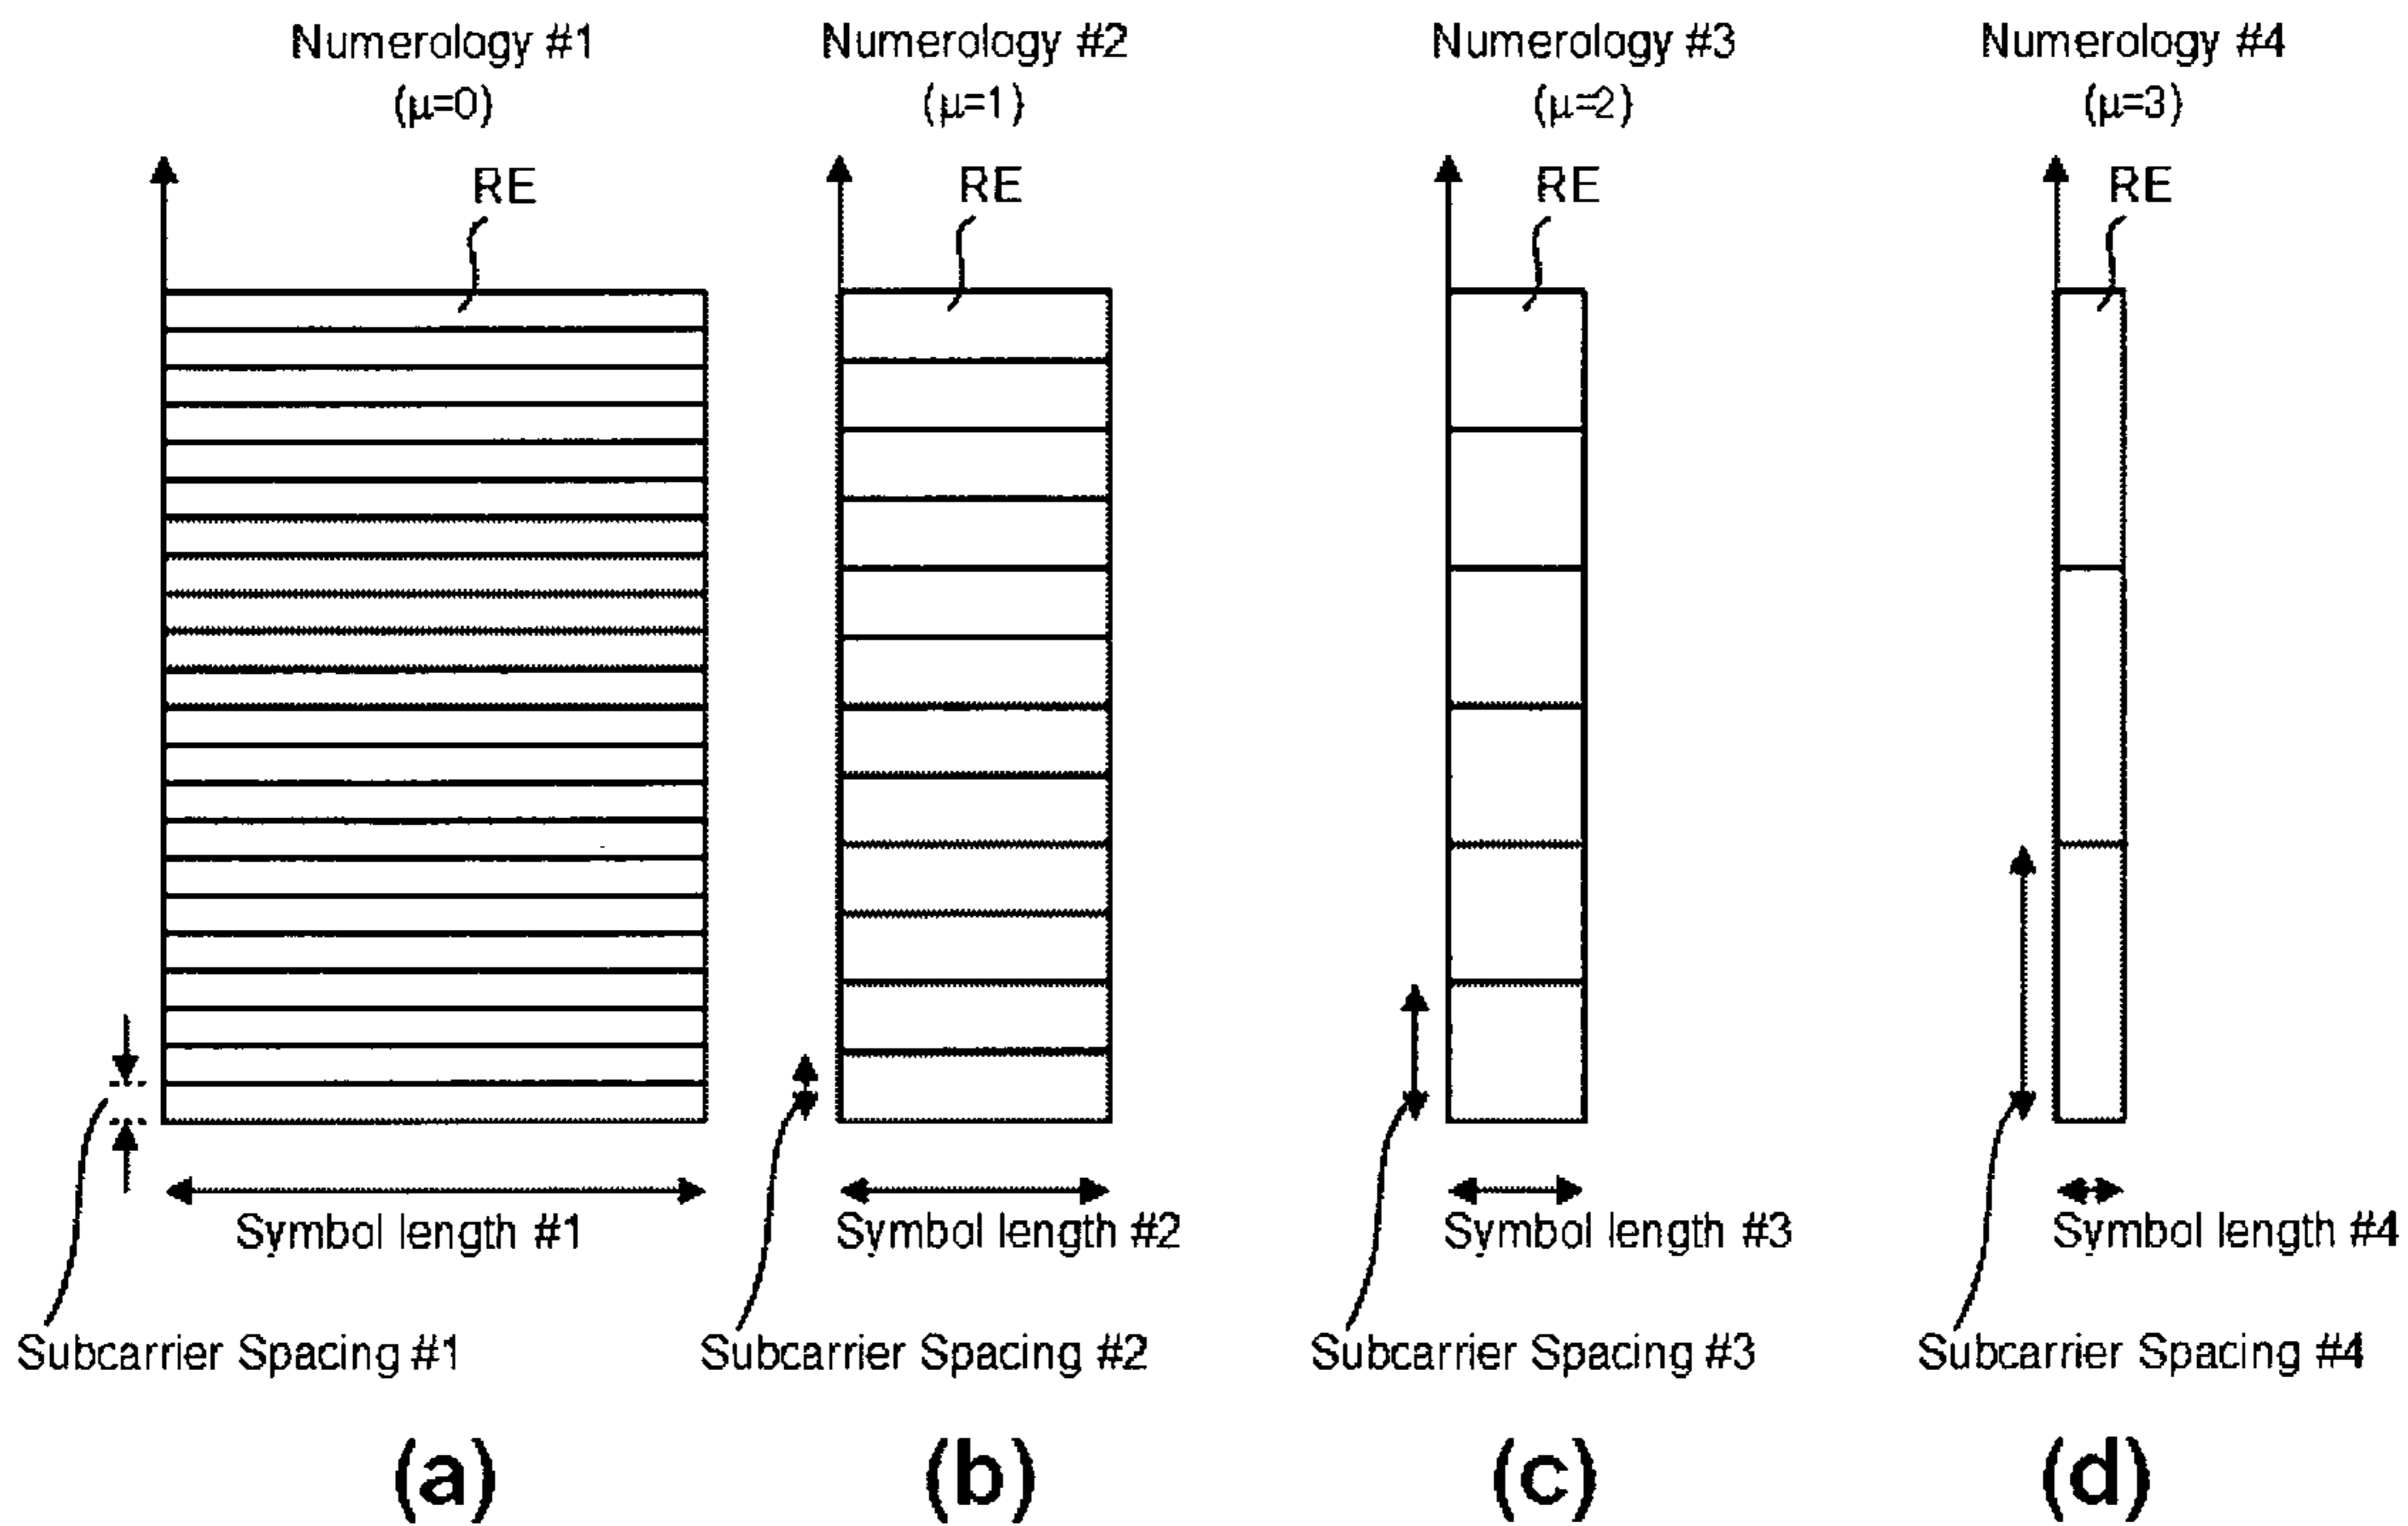 Numerology #1
(μ=0)
Numerology #2
(μ=1)
Numerology #3
(μ=2)
Numerology #4
(μ=3)
RE
RE
RE
RE
Symbol length #1
Symbol length #2
Symbol length #3
Symbol length #4
Subcarrier Spacing #1
Subcarrier Spacing #2
Subcarrier Spacing #3
Subcarrier Spacing #4
(a)
(b)
(c)
(d)